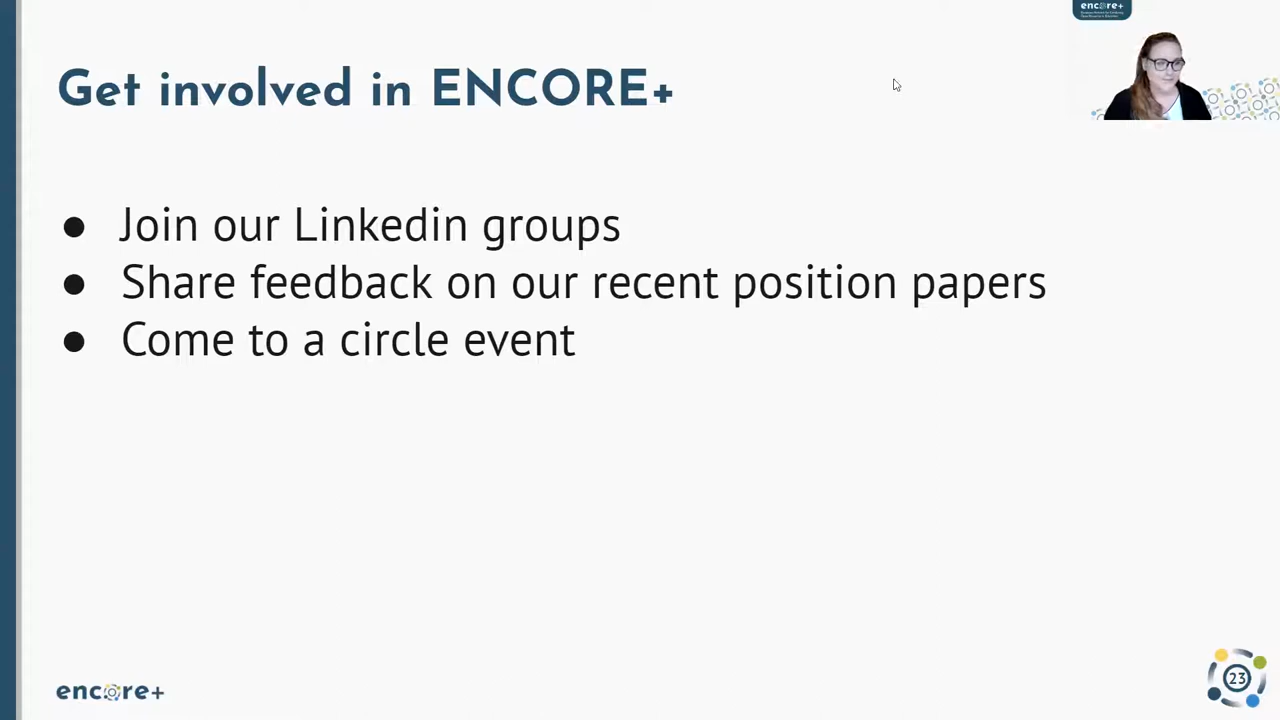 encore+
Get involved in ENCORE+
● Join our Linkedin groups
● Share feedback on our recent position papers
● Come to a circle event
encore+
23